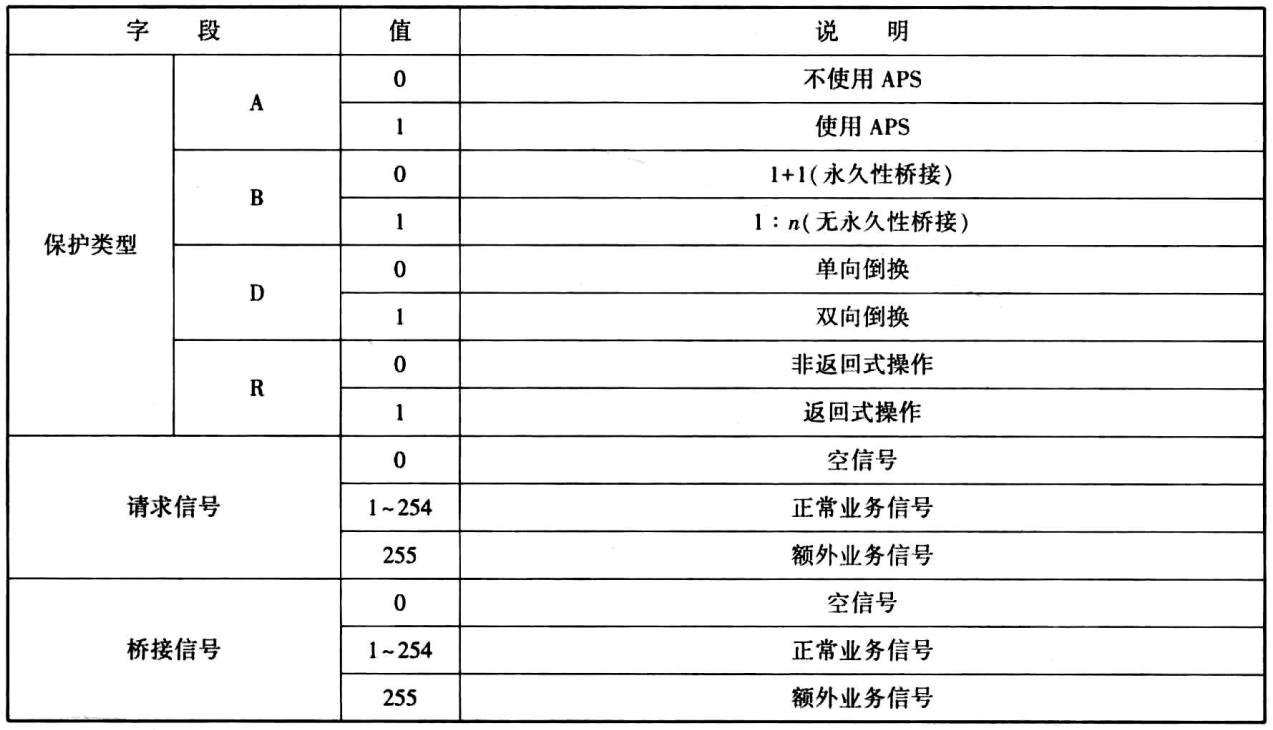 字 段 值 说 明
保护类型 A 0 不使用 APS
1 使用 APS
B 0 1+1(永久性桥接)
1 1∶n(无永久性桥接)
D 0 单向倒换
1 双向倒换
R 0 非返回式操作
1 返回式操作
请求信号 0 空信号
1~254 正常业务信号
255 额外业务信号
桥接信号 0 空信号
1~254 正常业务信号
255 额外业务信号